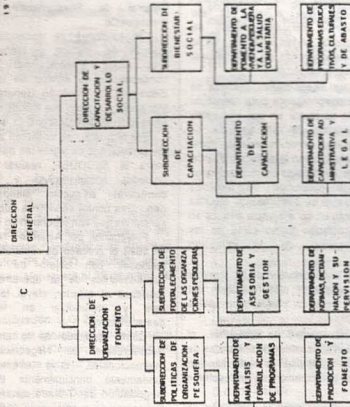 19
C
DIRECCION
GENERAL
DIRECCION DE
ORGANIZACION Y
FOMENTO
DIRECCION DE
CAPACITACION Y
DESARROLLO
SOCIAL
SUBDIRECCION DE
POLITICAS DE
ORGANIZACION
PESQUERA
SUBDIRECCION DE
FORTALECIMIENTO
DE LAS ORGANIZA
CIONES PESQUERAS
SUBDIRECCION
DE
CAPACITACION
SUBDIRECCION DE
BIENESTAR
SOCIAL
DEPARTAMENTO DE
ANALISIS Y
FORMULACION
DE PROGRAMAS
DEPARTAMENTO DE
ASESORIA Y
GESTION
DEPARTAMENTO
DE
CAPACITACION
DEPARTAMENTO DE
FOMENTO A LA
Y A LA SALUD
COMUNITARIA
DEPARTAMENTO DE
PROMOCION Y
FOMENTO
DEPARTAMENTO DE
NORMAS, DICTAMI-
NACION Y SU-
PERVISION
DEPARTAMENTO DE
CAPACITACION AD
MINISTRATIVA Y
LEGAL
DEPARTAMENTO DE
PROGRAMAS EDUCA
TIVOS, CULTURALES
Y DE ABASTO